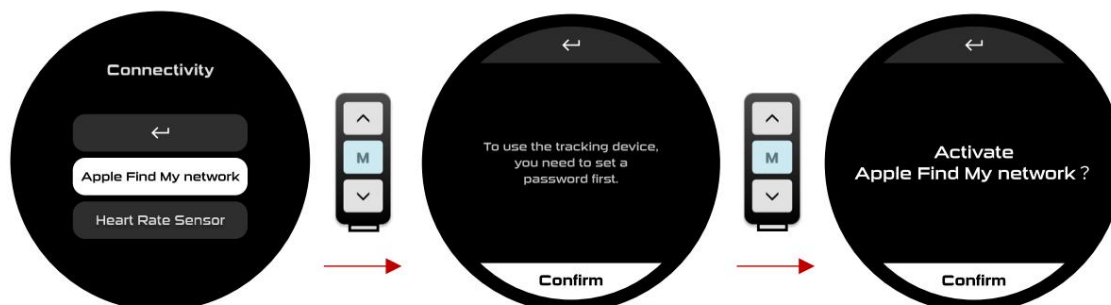 Connectivity
Apple Find My network
Heart Rate Sensor
M
To use the tracking device,
you need to set a
password first.
Confirm
M
Activate
Apple Find My network ?
Confirm